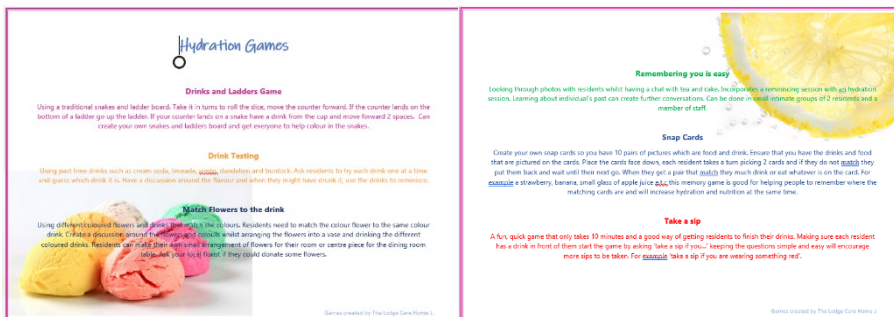 Hydration Games
Drinks and Ladders Game
Using a traditional snakes and ladder board. Take it in turns to roll the dice, move the counter forward. If the counter lands on the
bottom of a ladder go up the ladder. If your counter lands on a snake have a drink from the cup and move forward 2 spaces. Can
create your own snakes and ladders board and get everyone to help colour in the snakes.
Drink Testing
Using past time drinks such as cream soda, limeade, dandelion and burdock. Ask residents to try each drink one at a time
and guess which drink it is. Have a discussion around the flavour and when they might have drunk it, use the drinks to reminisce.
Match Flowers to the drink
Using different coloured flowers and drinks that match the colours. Residents need to match the colour flower to the same colour
drink. Create a discussion around the flowers and colours whilst arranging the flowers into a vase and drinking the different
coloured drinks. Residents can make their own small arrangement of flowers for their room or centre piece for the dining room
table. Ask your local florist if they could donate some flowers.
Games created by The Lodge Care Home
Remembering you is easy
Looking through photos with residents whilst having a chat with tea and cake. Incorporates a reminiscing session with an hydration
session. Learning about individual's past can create further conversations. Can be done in small intimate groups of 2 residents and a
member of staff.
Snap Cards
Create your own snap cards so you have 10 pairs of pictures which are food and drink. Ensure that you have the drinks and food
that are pictured on the cards. Place the cards face down, each resident takes a turn picking 2 cards and if they do not match they
put them back and wait until their next go. When they get a pair that match they much drink or eat whatever is on the card. For
example a strawberry, banana, small glass of apple juice this memory game is good for helping people to remember where the
matching cards are and will increase hydration and nutrition at the same time.
Take a sip
A fun, quick game that only takes 10 minutes and a good way of getting residents to finish their drinks. Making sure each resident
has a drink in front of them start the game by asking 'take a sip if you...' keeping the questions simple and easy will encourage
more sips to be taken. For example 'take a sip if you are wearing something red'.
Games created by The Lodge Care Home